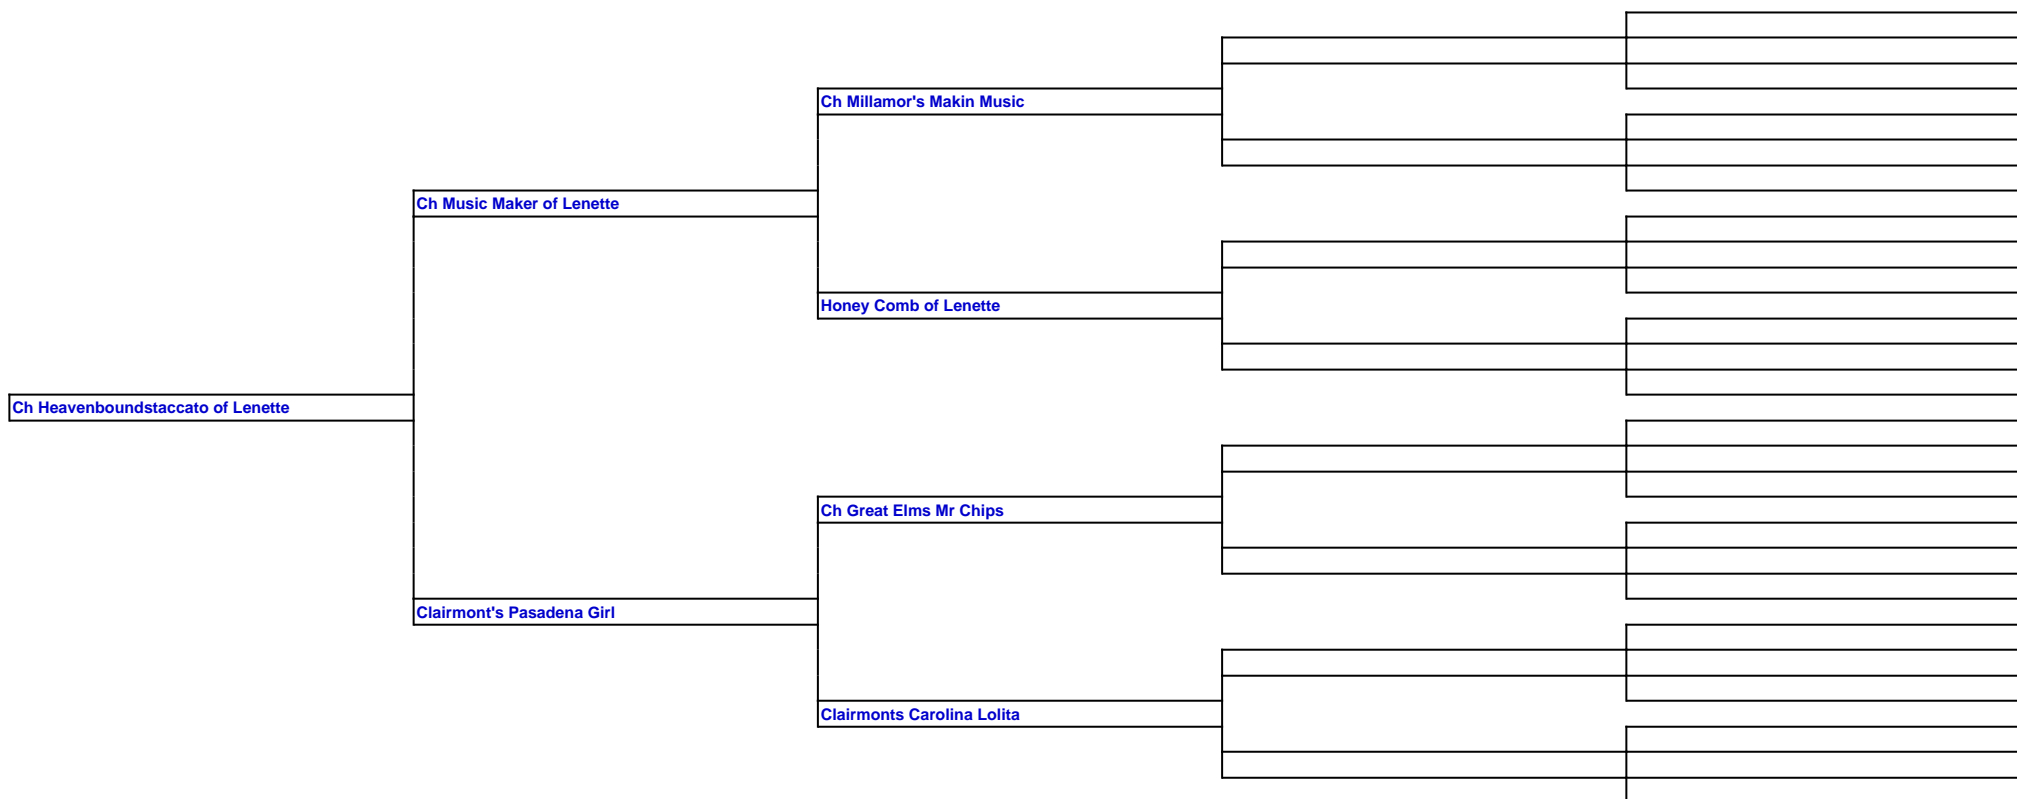 Ch Millamor's Makin Music
Ch Music Maker of Lenette
Honey Comb of Lenette
Ch Heavenboundstaccato of Lenette
Ch Great Elms Mr Chips
Clairmont's Pasadena Girl
Clairmonts Carolina Lolita